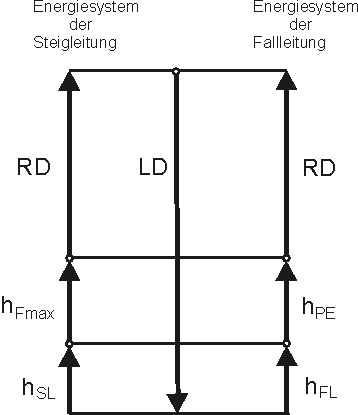 Energiesystem
der
Steigleitung
Energiesystem
der
Fallleitung
RD
LD
RD
hFmax
hPE
hSL
hFL